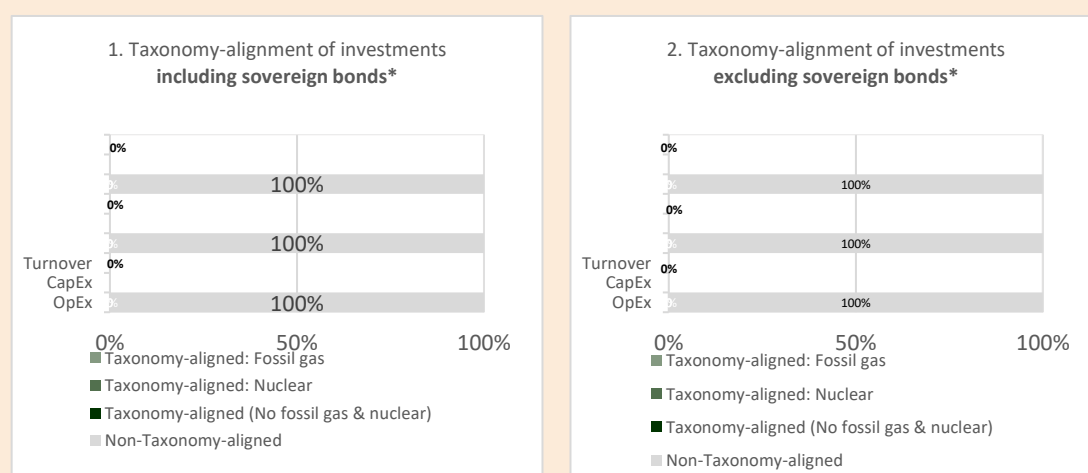 1. Taxonomy-alignment of investments
including sovereign bonds*
0%
100%
0%
100%
Turnover
0%
CapEx
OpEx
100%
0%
50%
100%
Taxonomy-aligned: Fossil gas
Taxonomy-aligned: Nuclear
Taxonomy-aligned (No fossil gas & nuclear)
Non-Taxonomy-aligned
2. Taxonomy-alignment of investments
excluding sovereign bonds*
0%
100%
0%
100%
Turnover
0%
CapEx
OpEx
100%
0%
50%
100%
Taxonomy-aligned: Fossil gas
Taxonomy-aligned: Nuclear
Taxonomy-aligned (No fossil gas & nuclear)
Non-Taxonomy-aligned